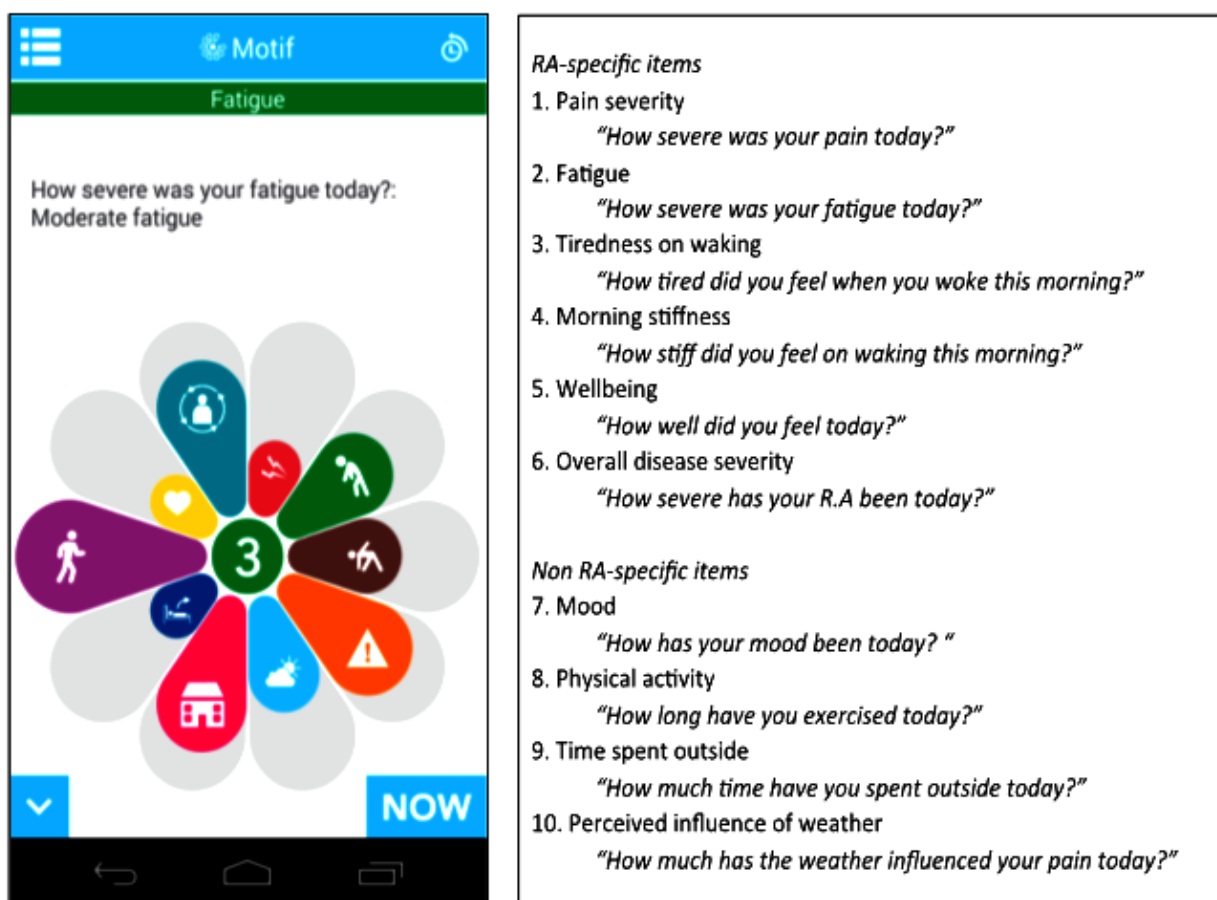 Motif
Fatigue
How severe was your fatigue today?:
Moderate fatigue
3
NOW
RA-specific items
1. Pain severity
“How severe was your pain today?”
2. Fatigue
“How severe was your fatigue today?”
3. Tiredness on waking
“How tired did you feel when you woke this morning?”
4. Morning stiffness
“How stiff did you feel on waking this morning?”
5. Wellbeing
“How well did you feel today?”
6. Overall disease severity
“How severe has your R.A been today?”
Non RA-specific items
7. Mood
“How has your mood been today? “
8. Physical activity
“How long have you exercised today?”
9. Time spent outside
“How much time have you spent outside today?”
10. Perceived influence of weather
“How much has the weather influenced your pain today?”